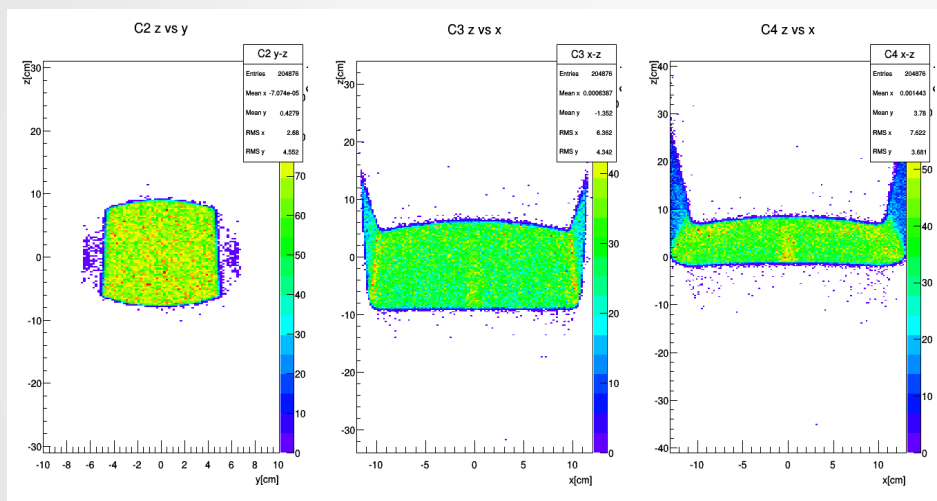 C2 z vs y
C2 y-z
Entries 204876
Mean x -7.074e-05
Mean y 0.4279
RMS x 2.68
RMS y 4.552
z[cm]
30
20
10
0
-10
-20
-30
-10 -8 -6 -4 -2 0 2 4 6 8 10
y[cm]
70
60
50
40
30
20
10
0
C3 z vs x
C3 x-z
Entries 204876
Mean x 0.0006387
Mean y -1.352
RMS x 6.362
RMS y 4.342
z[cm]
30
20
10
0
-10
-20
-30
-10 -5 0 5 10
x[cm]
40
30
20
10
0
C4 z vs x
C4 x-z
Entries 204876
Mean x 0.001443
Mean y 3.78
RMS x 7.622
RMS y 3.681
z[cm]
40
30
20
10
0
-10
-20
-30
-40
-10 -5 0 5 10
x[cm]
50
40
30
20
10
0